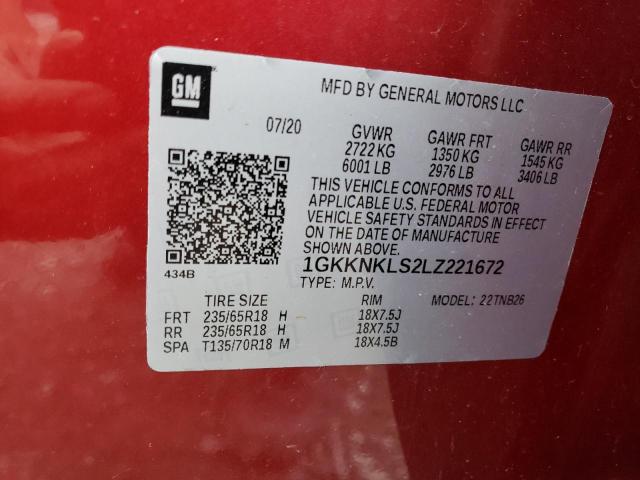 GM
MFD BY GENERAL MOTORS LLC
07/20 GVWR GAWR FRT GAWR RR
2722 KG 1350 KG 1545 KG
6001 LB 2976 LB 3406 LB
THIS VEHICLE CONFORMS TO ALL
APPLICABLE U.S. FEDERAL MOTOR
VEHICLE SAFETY STANDARDS IN EFFECT
ON THE DATE OF MANUFACTURE
SHOWN ABOVE.
434B 1GKKNKLS2LZ221672
TYPE: M.P.V.
TIRE SIZE RIM MODEL: 22TNB26
FRT 235/65R18 H 18X7.5J
RR 235/65R18 H 18X7.5J
SPA T135/70R18 M 18X4.5B